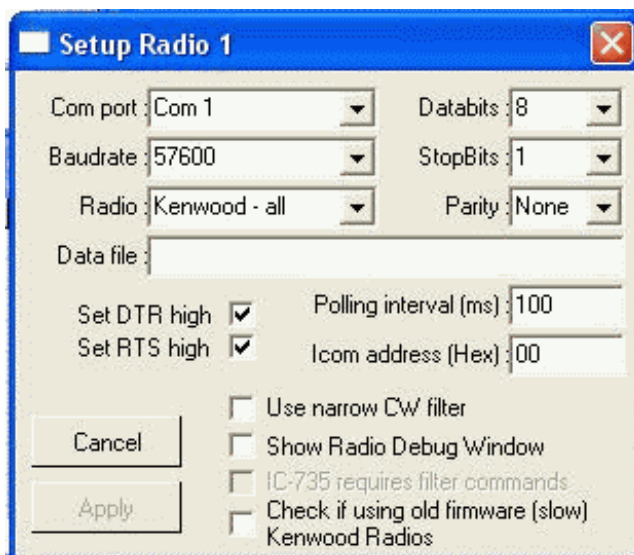 Setup Radio 1
Com port : Com 1 Databits : 8
Baudrate : 57600 StopBits : 1
Radio : Kenwood - all Parity : None
Data file :
Set DTR high Polling interval (ms) : 100
Set RTS high Icom address (Hex) : 00
Use narrow CW filter
Cancel Show Radio Debug Window
IC-735 requires filter commands
Apply Check if using old firmware (slow)
Kenwood Radios